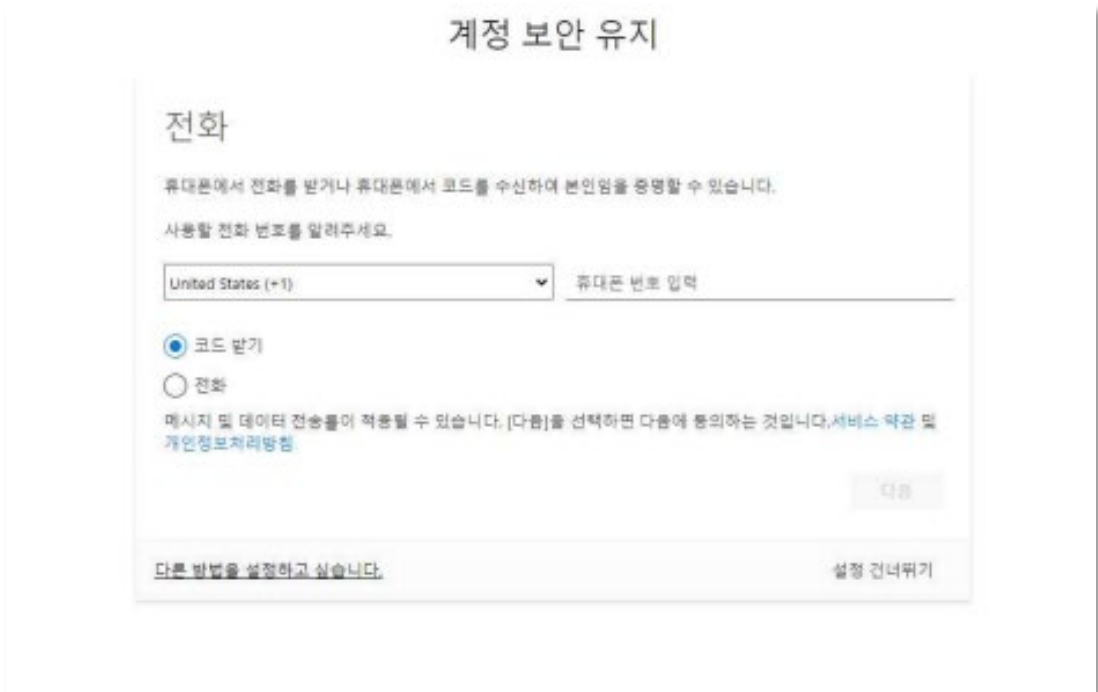 계정 보안 유지
전화
휴대폰에서 전화를 받거나 휴대폰에서 코드를 수신하여 본인임을 증명할 수 있습니다.
사용할 전화 번호를 알려주세요.
United States (+1)
휴대폰 번호 입력
코드 받기
전화
메시지 및 데이터 전송률이 적용될 수 있습니다. [다음]을 선택하면 다음에 동의하는 것입니다.서비스 약관 및
개인정보처리방침
다음
다른 방법을 설정하고 싶습니다.
설정 건너뛰기